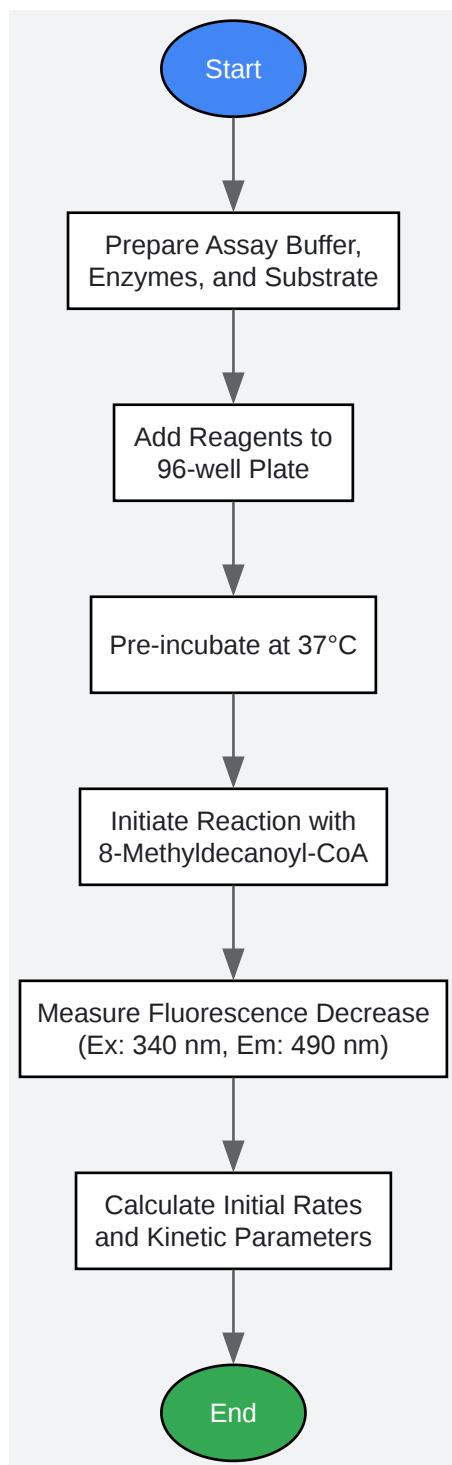 Start
Prepare Assay Buffer,
Enzymes, and Substrate
Add Reagents to
96-well Plate
Pre-incubate at 37°C
Initiate Reaction with
8-Methyldecanoyl-CoA
Measure Fluorescence Decrease
(Ex: 340 nm, Em: 490 nm)
Calculate Initial Rates
and Kinetic Parameters
End